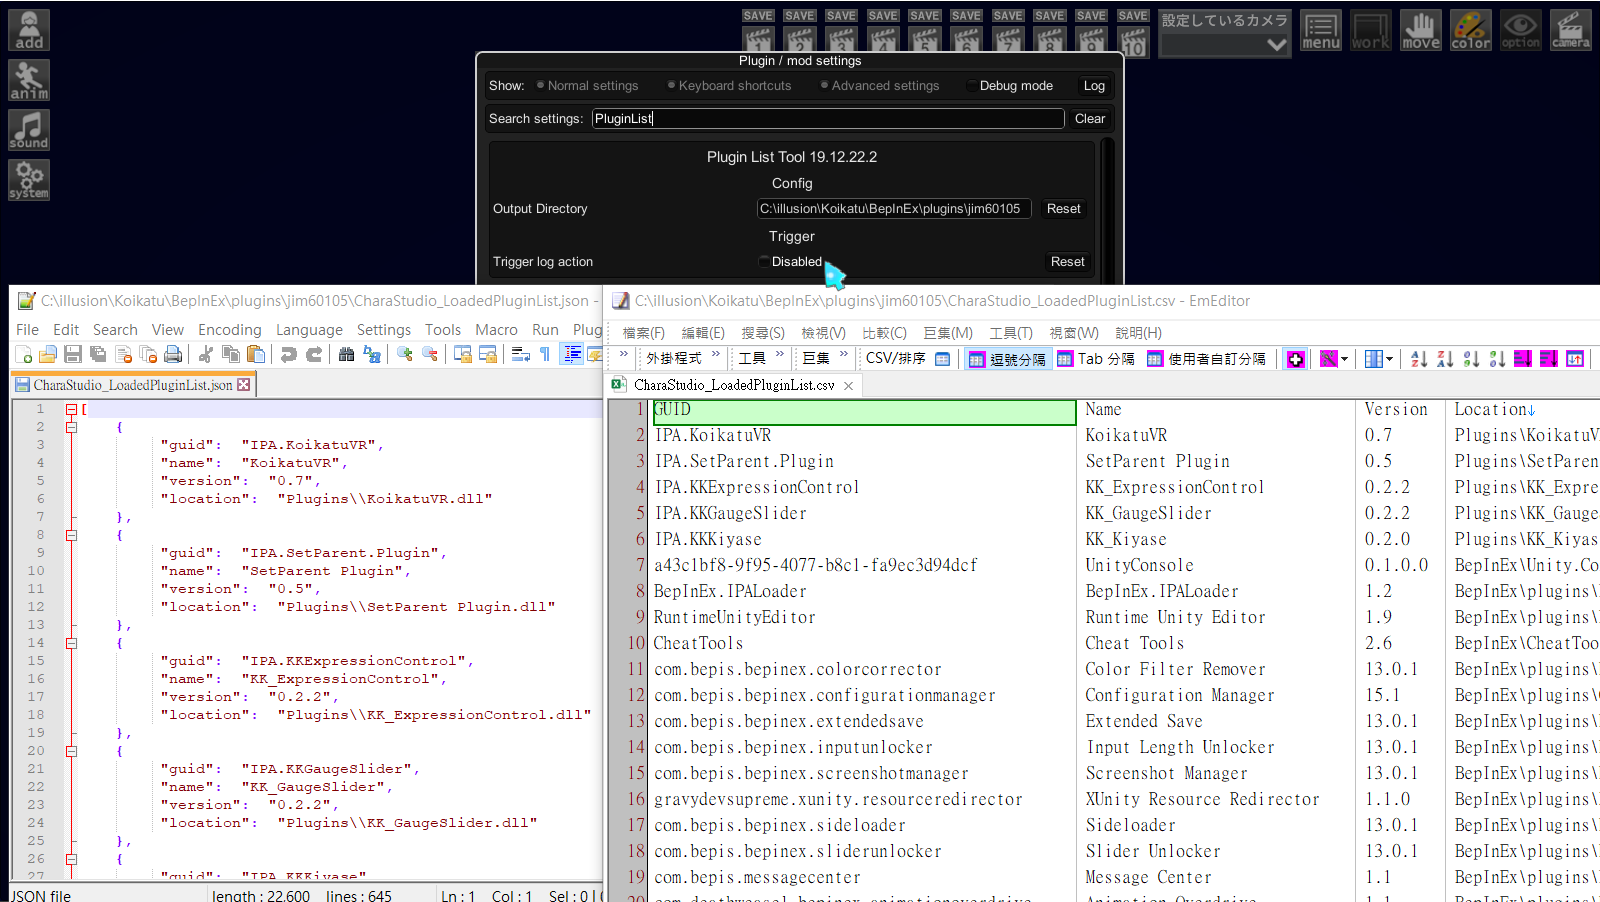 add
anim
sound
system
SAVE SAVE SAVE SAVE SAVE SAVE SAVE SAVE SAVE SAVE
1 2 3 4 5 6 7 8 9 10
設定しているカメラ
menu work move color option camera
Plugin / mod settings
Show: Normal settings Keyboard shortcuts Advanced settings Debug mode Log
Search settings: PluginList Clear
Plugin List Tool 19.12.22.2
Config
Output Directory C:\illusion\Koikatu\BepInEx\plugins\jim60105 Reset
Trigger
Trigger log action Disabled Reset
C:\illusion\Koikatu\BepInEx\plugins\jim60105\CharaStudio_LoadedPluginList.json -
File Edit Search View Encoding Language Settings Tools Macro Run Plug
CharaStudio_LoadedPluginList.json
1 [
2 {
3 "guid": "IPA.KoikatuVR",
4 "name": "KoikatuVR",
5 "version": "0.7",
6 "location": "Plugins\\KoikatuVR.dll"
7 },
8 {
9 "guid": "IPA.SetParent.Plugin",
10 "name": "SetParent Plugin",
11 "version": "0.5",
12 "location": "Plugins\\SetParent Plugin.dll"
13 },
14 {
15 "guid": "IPA.KKExpressionControl",
16 "name": "KK_ExpressionControl",
17 "version": "0.2.2",
18 "location": "Plugins\\KK_ExpressionControl.dll"
19 },
20 {
21 "guid": "IPA.KKGaugeSlider",
22 "name": "KK_GaugeSlider",
23 "version": "0.2.2",
24 "location": "Plugins\\KK_GaugeSlider.dll"
25 },
26 {
27 "guid": "IPA.KKKiyase"
JSON file length : 22,600 lines : 645 Ln : 1 Col : 1 Sel : 0 | 0
C:\illusion\Koikatu\BepInEx\plugins\jim60105\CharaStudio_LoadedPluginList.csv - EmEditor
檔案(F) 編輯(E) 搜尋(S) 檢視(V) 比較(C) 巨集(M) 工具(T) 視窗(W) 說明(H)
» 外掛程式 » 工具 » 巨集 » CSV/排序 逗號分隔 Tab 分隔 使用者自訂分隔
CharaStudio_LoadedPluginList.csv
1 GUID Name Version Location↓
2 IPA.KoikatuVR KoikatuVR 0.7 Plugins\KoikatuV
3 IPA.SetParent.Plugin SetParent Plugin 0.5 Plugins\SetParen
4 IPA.KKExpressionControl KK_ExpressionControl 0.2.2 Plugins\KK_Expre
5 IPA.KKGaugeSlider KK_GaugeSlider 0.2.2 Plugins\KK_Gauge
6 IPA.KKKiyase KK_Kiyase 0.2.0 Plugins\KK_Kiyas
7 a43c1bf8-9f95-4077-b8c1-fa9ec3d94dcf UnityConsole 0.1.0.0 BepInEx\Unity.Co
8 BepInEx.IPALoader BepInEx.IPALoader 1.2 BepInEx\plugins\
9 RuntimeUnityEditor Runtime Unity Editor 1.9 BepInEx\plugins\
10 CheatTools Cheat Tools 2.6 BepInEx\CheatToo
11 com.bepis.bepinex.colorcorrector Color Filter Remover 13.0.1 BepInEx\plugins\
12 com.bepis.bepinex.configurationmanager Configuration Manager 15.1 BepInEx\plugins\
13 com.bepis.bepinex.extendedsave Extended Save 13.0.1 BepInEx\plugins\
14 com.bepis.bepinex.inputunlocker Input Length Unlocker 13.0.1 BepInEx\plugins\
15 com.bepis.bepinex.screenshotmanager Screenshot Manager 13.0.1 BepInEx\plugins\
16 gravydevsupreme.xunity.resourceredirector XUnity Resource Redirector 1.1.0 BepInEx\plugins\
17 com.bepis.bepinex.sideloader Sideloader 13.0.1 BepInEx\plugins\
18 com.bepis.bepinex.sliderunlocker Slider Unlocker 13.0.1 BepInEx\plugins\
19 com.bepis.messagecenter Message Center 1.1 BepInEx\plugins\
20 com.deathweasel.bepinex.animationoverdrive Animation Overdrive